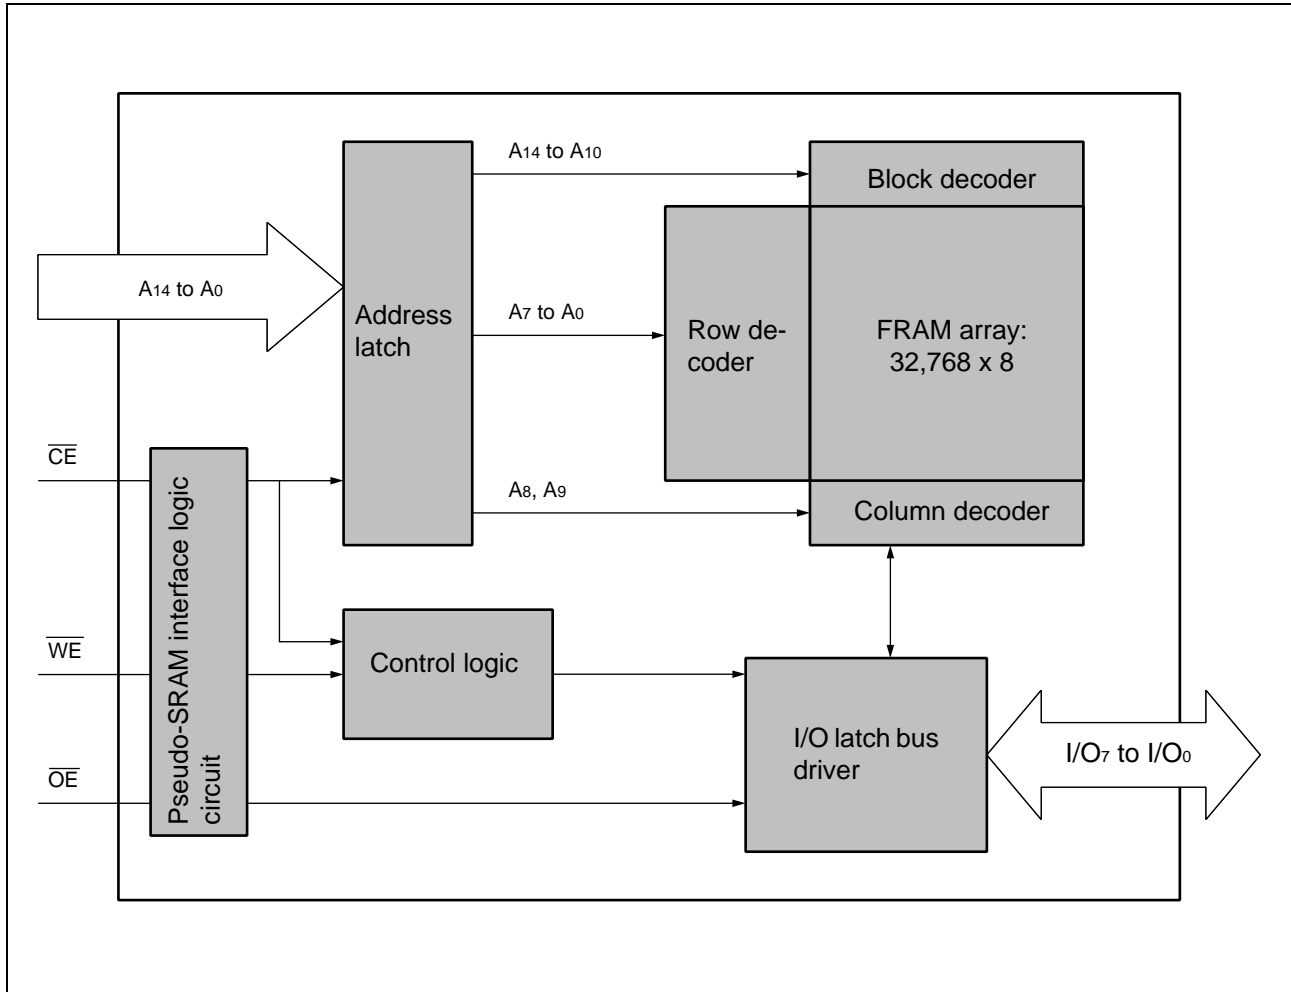 A14 to A10
Block decoder
A14 to A0
Address
latch
A7 to A0
Row de-
coder
FRAM array:
32,768 x 8
CE
A8, A9
Column decoder
Pseudo-SRAM interface logic
circuit
WE
Control logic
OE
I/O latch bus
driver
I/O7 to I/O0